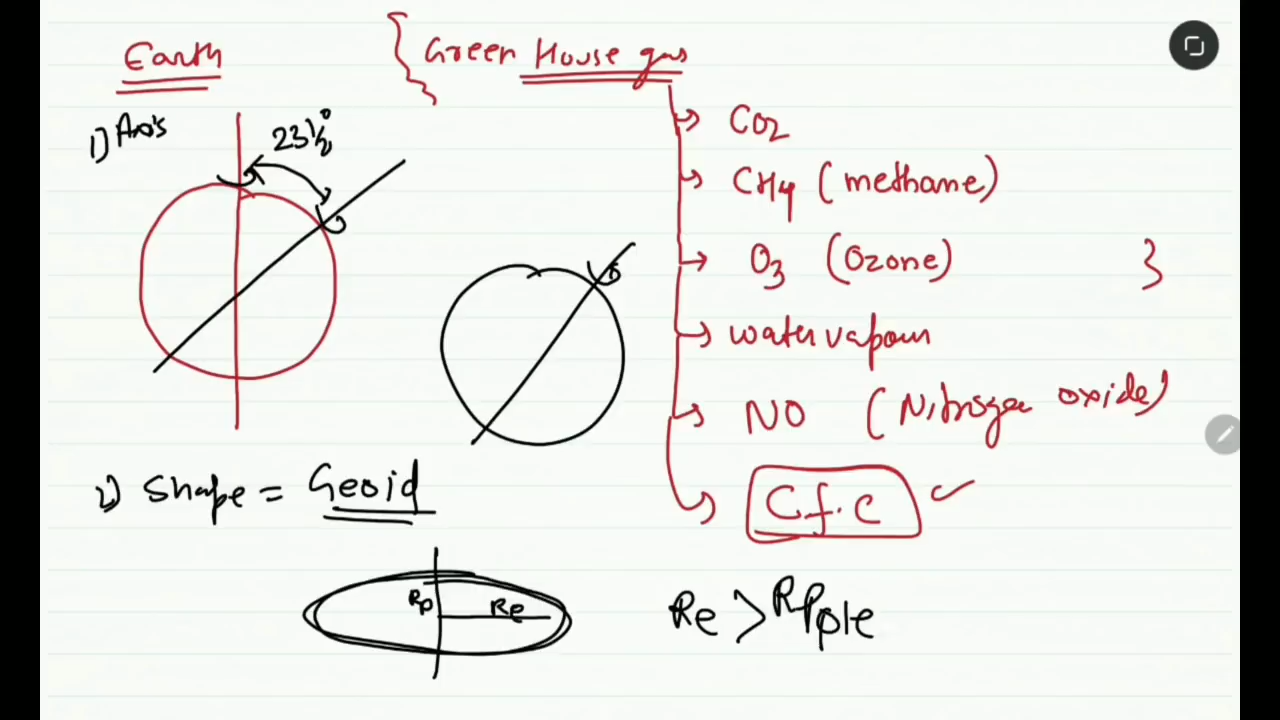 Earth
1) Axis
23½°
2) Shape = Geoid
Rp Re
Green House gas
CO2
CH4 (methane)
O3 (Ozone) }
water vapour
NO (Nitrogen oxide)
C.f.c
Re > RPpole